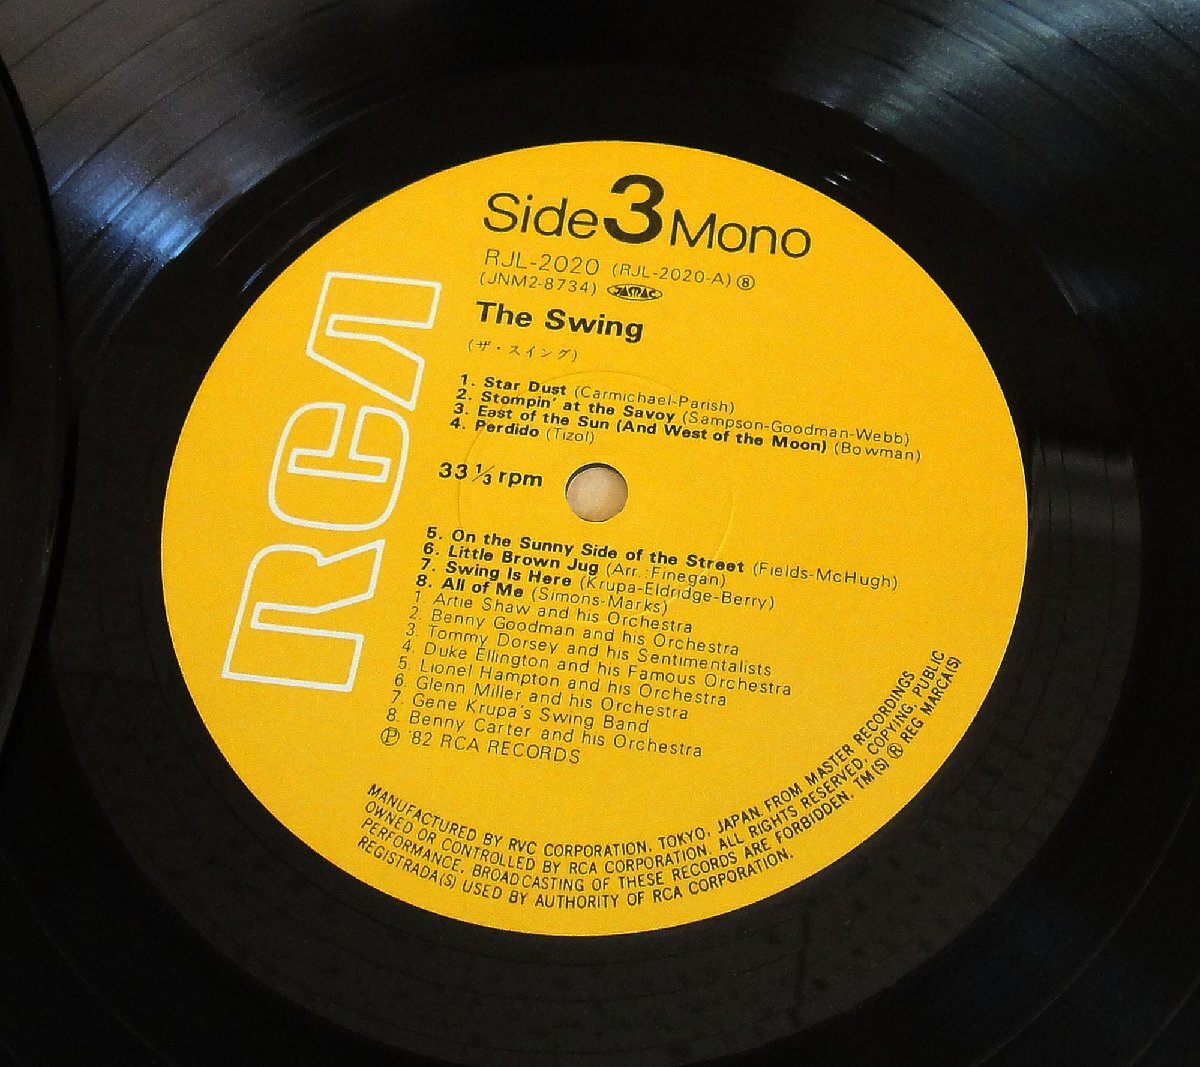 Side 3 Mono
RJL-2020 (RJL-2020-A) ⑧
(JNM2-8734) JASRAC
The Swing
(ザ・スイング)
1. Star Dust (Carmichael-Parish)
2. Stompin' at the Savoy (Sampson-Goodman-Webb)
3. East of the Sun (And West of the Moon) (Bowman)
4. Perdido (Tizol)
33 1/3 rpm
5. On the Sunny Side of the Street (Fields-McHugh)
6. Little Brown Jug (Arr.:Finegan)
7. Swing Is Here (Krupa-Eldridge-Berry)
8. All of Me (Simons-Marks)
1. Artie Shaw and his Orchestra
2. Benny Goodman and his Orchestra
3. Tommy Dorsey and his Sentimentalists
4. Duke Ellington and his Famous Orchestra
5. Lionel Hampton and his Orchestra
6. Glenn Miller and his Orchestra
7. Gene Krupa's Swing Band
8. Benny Carter and his Orchestra
Ⓟ '82 RCA RECORDS
RCA
MANUFACTURED BY RVC CORPORATION, TOKYO, JAPAN FROM MASTER RECORDINGS
OWNED OR CONTROLLED BY RCA CORPORATION. ALL RIGHTS RESERVED. COPYING, PUBLIC
PERFORMANCE, BROADCASTING OF THESE RECORDS ARE FORBIDDEN. TM(S) ® REG MARCA(S)
REGISTRADA(S) USED BY AUTHORITY OF RCA CORPORATION.